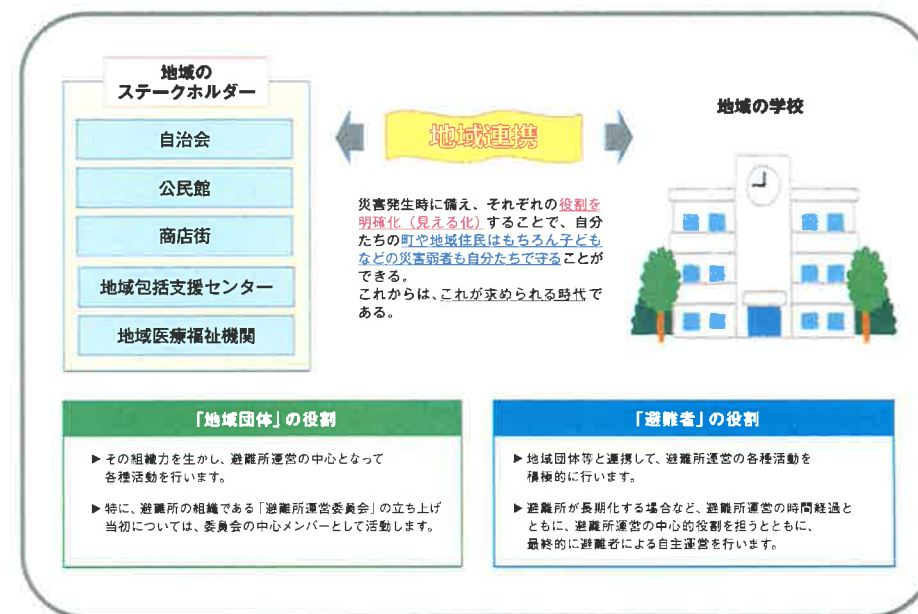 地域の
ステークホルダー
自治会
公民館
商店街
地域包括支援センター
地域医療福祉機関
地域連携
災害発生時に備え、それぞれの役割を
明確化（見える化）することで、自分
たちの町や地域住民はもちろん子ども
などの災害弱者も自分たちで守ることが
できる。
これからは、これが求められる時代で
ある。
地域の学校
「地域団体」の役割
▶その組織力を生かし、避難所運営の中心となって
各種活動を行います。
▶特に、避難所の組織である「避難所運営委員会」の立ち上げ
当初については、委員会の中心メンバーとして活動します。
「避難者」の役割
▶地域団体等と連携して、避難所運営の各種活動を
積極的に行います。
▶避難所が長期化する場合など、避難所運営の時間経過と
ともに、避難所運営の中心的役割を担うとともに、
最終的に避難者による自主運営を行います。